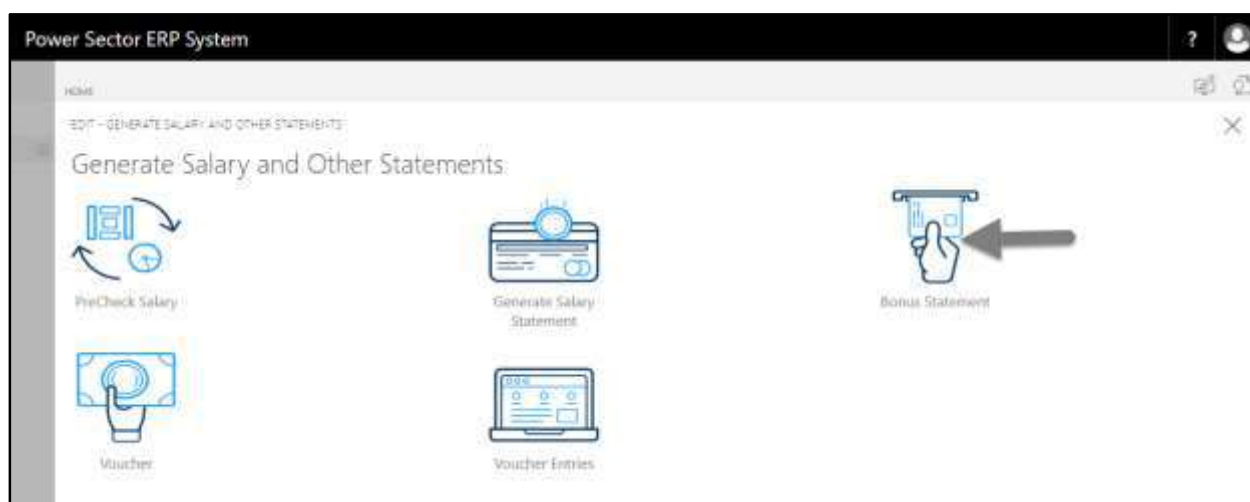 Power Sector ERP System
?
HOME
EDIT - GENERATE SALARY AND OTHER STATEMENTS
Generate Salary and Other Statements
PreCheck Salary
Generate Salary
Statement
Bonus Statement
Voucher
Voucher Entries